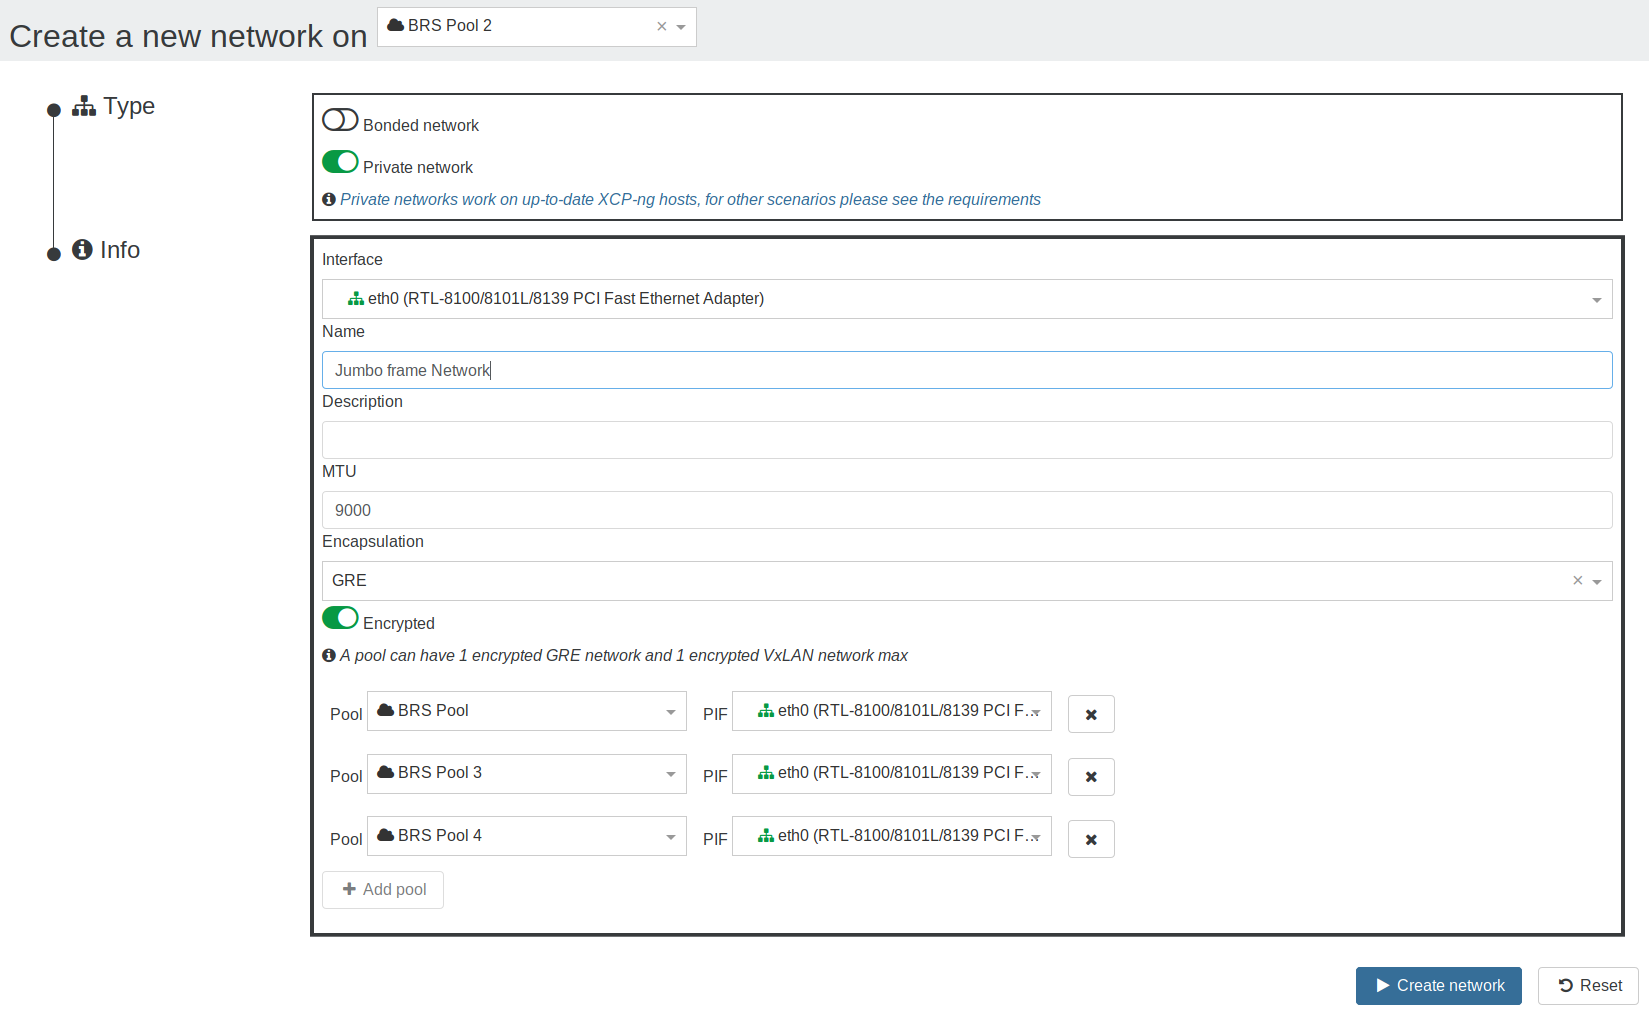 Create a new network on BRS Pool 2 ×
Type
Bonded network
Private network
Private networks work on up-to-date XCP-ng hosts, for other scenarios please see the requirements
Info
Interface
eth0 (RTL-8100/8101L/8139 PCI Fast Ethernet Adapter)
Name
Jumbo frame Network
Description
MTU
9000
Encapsulation
GRE ×
Encrypted
A pool can have 1 encrypted GRE network and 1 encrypted VxLAN network max
Pool BRS Pool PIF eth0 (RTL-8100/8101L/8139 PCI F...
Pool BRS Pool 3 PIF eth0 (RTL-8100/8101L/8139 PCI F...
Pool BRS Pool 4 PIF eth0 (RTL-8100/8101L/8139 PCI F...
Add pool
Create network Reset